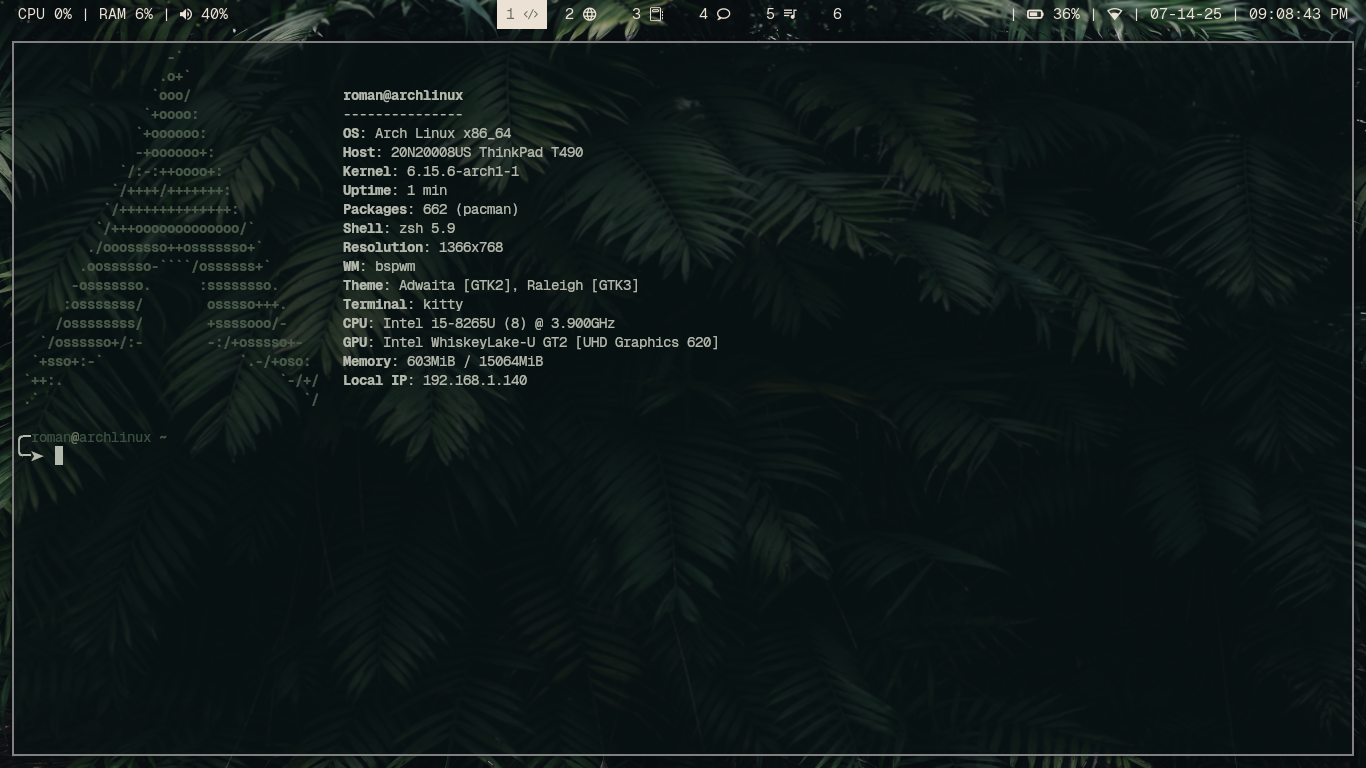 CPU 0% | RAM 6% | 40% 1 2 3 4 5 6 | 36% | | 07-14-25 | 09:08:43 PM
-`
.o+`
`ooo/
`+oooo:
`+oooooo:
-+oooooo+:
`/:-:++oooo+:
`/++++/+++++++:
`/++++++++++++++:
`/+++ooooooooooooo/`
./ooosssso++osssssso+`
.oossssso-````/ossssss+`
-osssssso. :ssssssso.
:osssssss/ osssso+++.
/ossssssss/ +ssssooo/-
`/ossssso+/:- -:/+osssso+-
`+sso+:-` `.-/+oso:
`++:. `-/+/
.` `/
roman@archlinux
---------------
OS: Arch Linux x86_64
Host: 20N20008US ThinkPad T490
Kernel: 6.15.6-arch1-1
Uptime: 1 min
Packages: 662 (pacman)
Shell: zsh 5.9
Resolution: 1366x768
WM: bspwm
Theme: Adwaita [GTK2], Raleigh [GTK3]
Terminal: kitty
CPU: Intel i5-8265U (8) @ 3.900GHz
GPU: Intel WhiskeyLake-U GT2 [UHD Graphics 620]
Memory: 603MiB / 15064MiB
Local IP: 192.168.1.140
roman@archlinux ~